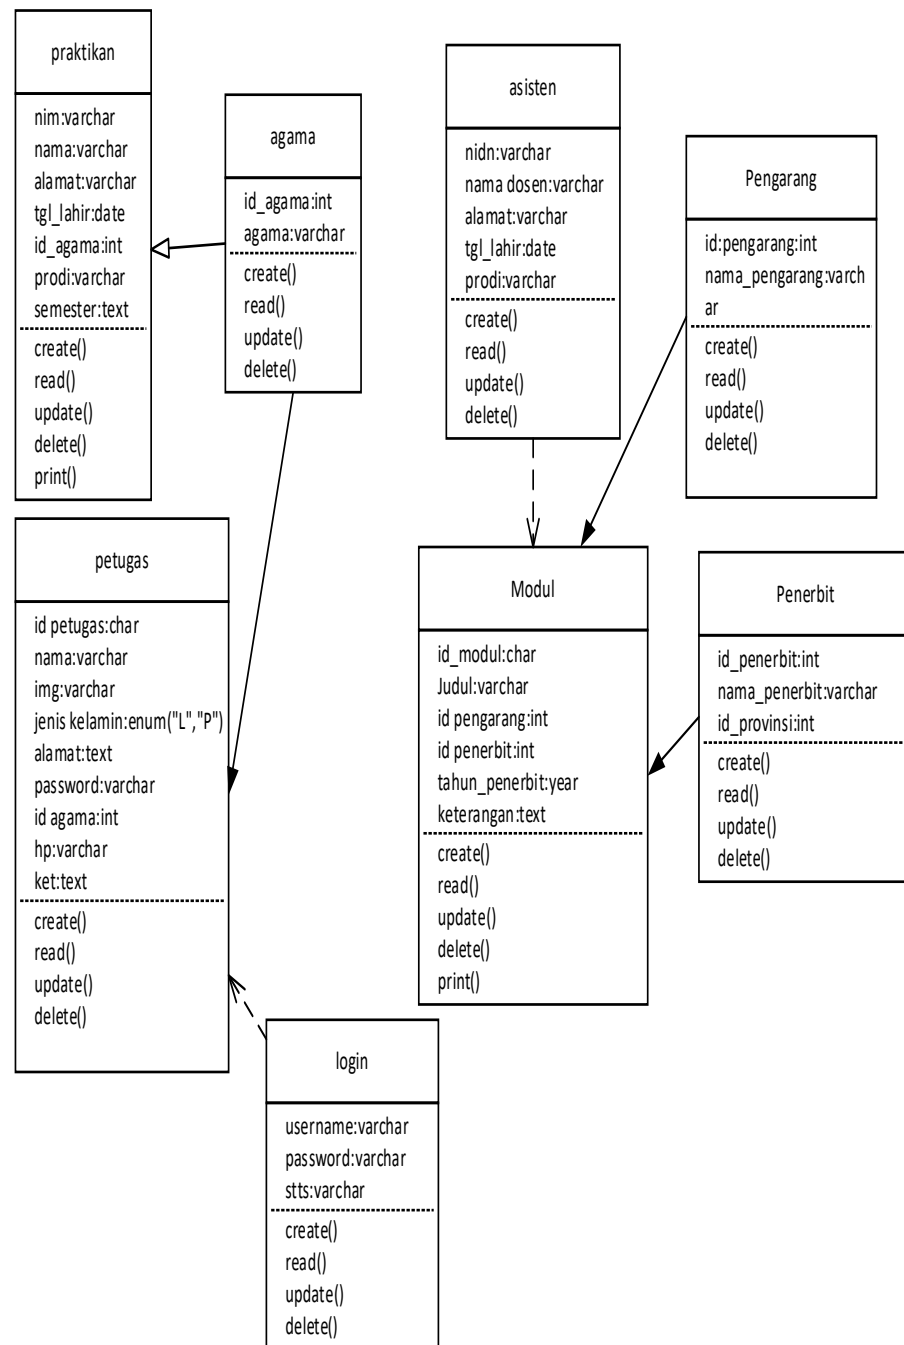 praktikan
nim:varchar
nama:varchar
alamat:varchar
tgl_lahir:date
id_agama:int
prodi:varchar
semester:text
create()
read()
update()
delete()
print()
agama
id_agama:int
agama:varchar
create()
read()
update()
delete()
asisten
nidn:varchar
nama dosen:varchar
alamat:varchar
tgl_lahir:date
prodi:varchar
create()
read()
update()
delete()
Pengarang
id:pengarang:int
nama_pengarang:varch
ar
create()
read()
update()
delete()
petugas
id petugas:char
nama:varchar
img:varchar
jenis kelamin:enum("L","P")
alamat:text
password:varchar
id agama:int
hp:varchar
ket:text
create()
read()
update()
delete()
Modul
id_modul:char
Judul:varchar
id pengarang:int
id penerbit:int
tahun_penerbit:year
keterangan:text
create()
read()
update()
delete()
print()
Penerbit
id_penerbit:int
nama_penerbit:varchar
id_provinsi:int
create()
read()
update()
delete()
login
username:varchar
password:varchar
stts:varchar
create()
read()
update()
delete()